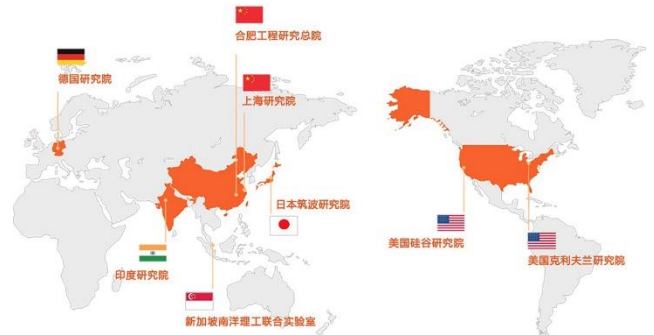 合肥工程研究总院
德国研究院
上海研究院
日本筑波研究院
美国硅谷研究院
美国克利夫兰研究院
印度研究院
新加坡南洋理工联合实验室